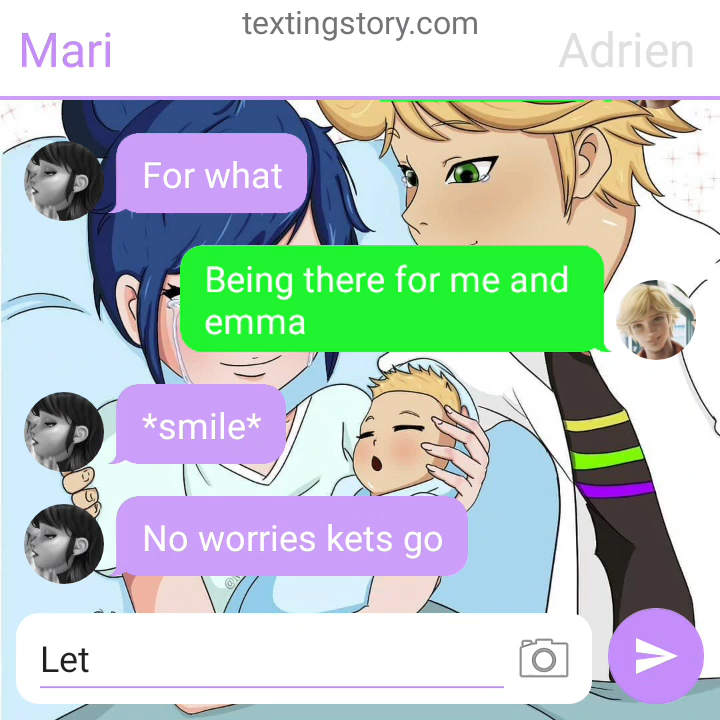 textingstory.com
Mari
Adrien
For what
Being there for me and
emma
*smile*
No worries kets go
Let